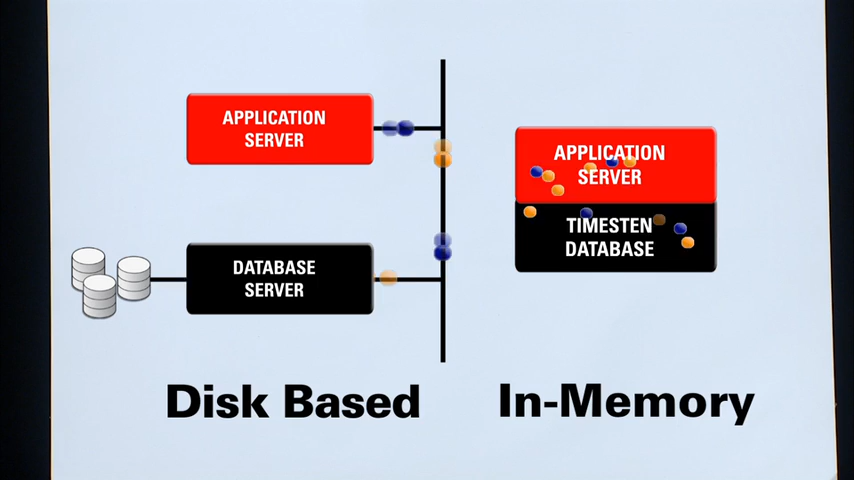 APPLICATION
SERVER
DATABASE
SERVER
Disk Based
APPLICATION
SERVER
TIMESTEN
DATABASE
In-Memory